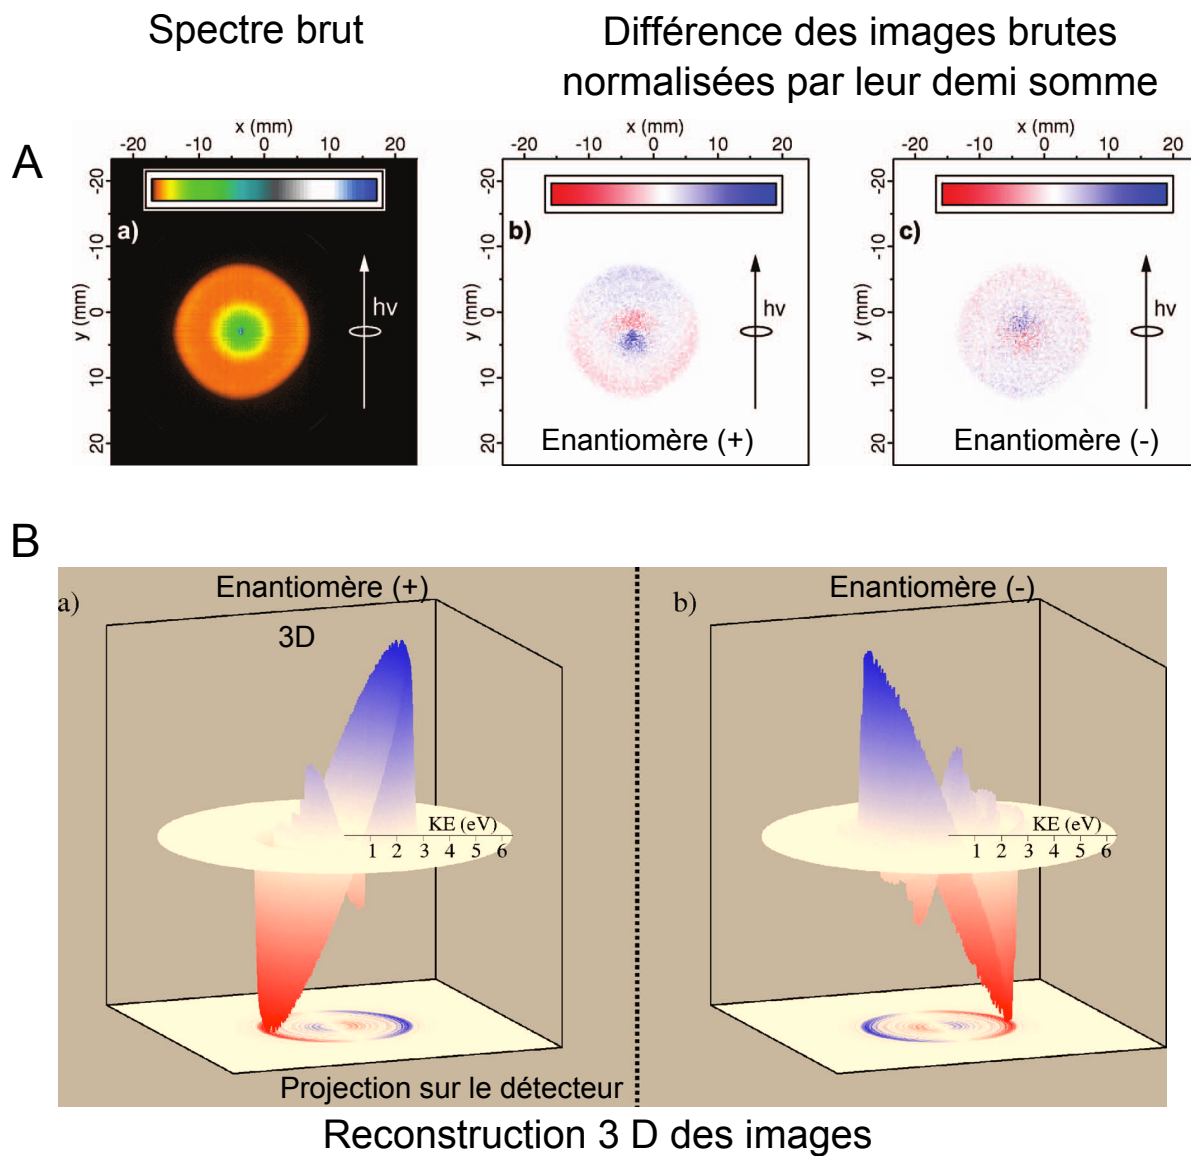 Spectre brut
Différence des images brutes
normalisées par leur demi somme
A
x (mm)
-20 -10 0 10 20
y (mm)
-20
-10
0
10
20
a)
hν
x (mm)
-20 -10 0 10 20
y (mm)
-20
-10
0
10
20
b)
hν
Enantiomère (+)
x (mm)
-20 -10 0 10 20
y (mm)
-20
-10
0
10
20
c)
hν
Enantiomère (-)
B
a)
Enantiomère (+)
3D
KE (eV)
1 2 3 4 5 6
Projection sur le détecteur
b)
Enantiomère (-)
KE (eV)
1 2 3 4 5 6
Reconstruction 3 D des images